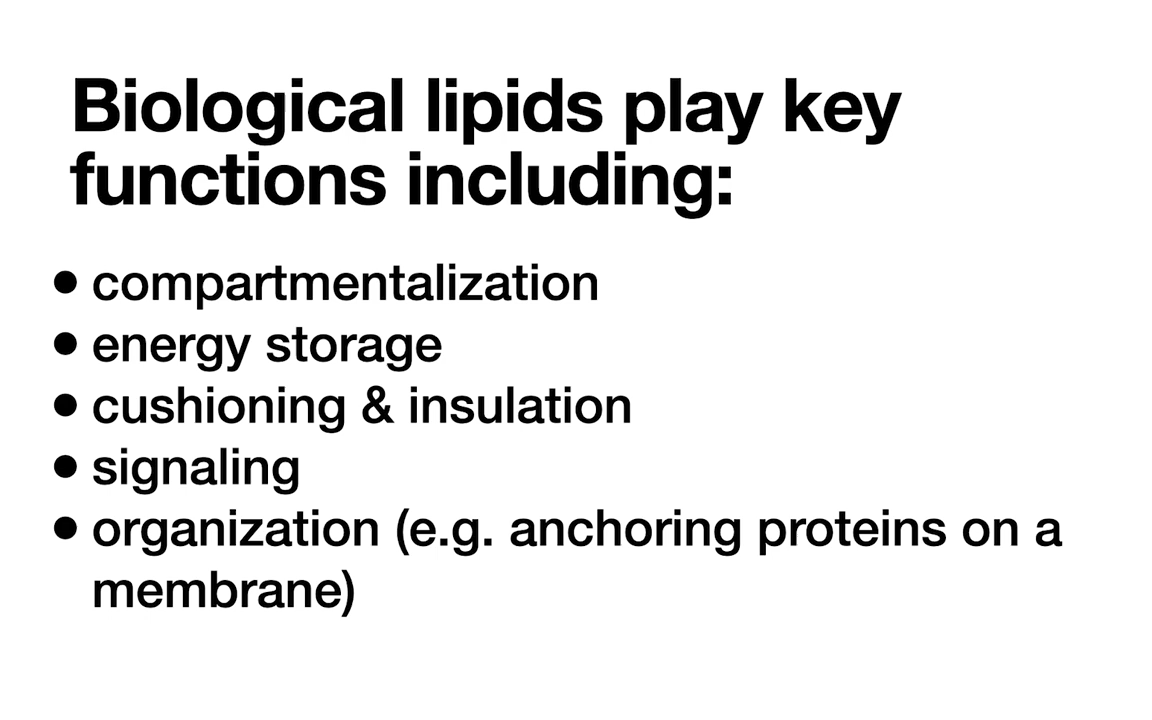 Biological lipids play key
functions including:
• compartmentalization
• energy storage
• cushioning & insulation
• signaling
• organization (e.g. anchoring proteins on a
membrane)